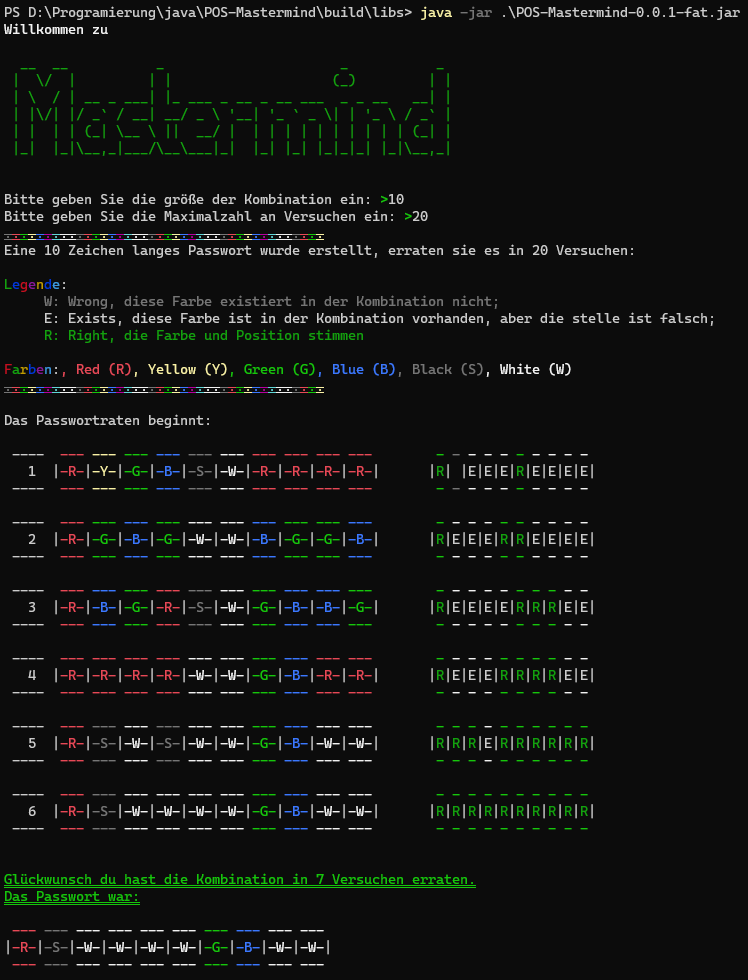 PS D:\Programierung\java\POS-Mastermind\build\libs> java -jar .\POS-Mastermind-0.0.1-fat.jar
Willkommen zu
Mastermind
Bitte geben Sie die größe der Kombination ein: >10
Bitte geben Sie die Maximalzahl an Versuchen ein: >20
Eine 10 Zeichen langes Passwort wurde erstellt, erraten sie es in 20 Versuchen:
Legende:
W: Wrong, diese Farbe existiert in der Kombination nicht;
E: Exists, diese Farbe ist in der Kombination vorhanden, aber die stelle ist falsch;
R: Right, die Farbe und Position stimmen
Farben:, Red (R), Yellow (Y), Green (G), Blue (B), Black (S), White (W)
Das Passwortraten beginnt:
1 |-R-|-Y-|-G-|-B-|-S-|-W-|-R-|-R-|-R-|-R-| |R| |E|E|E|R|E|E|E|E|
2 |-R-|-G-|-B-|-G-|-W-|-W-|-B-|-G-|-G-|-B-| |R|E|E|E|R|R|E|E|E|E|
3 |-R-|-B-|-G-|-R-|-S-|-W-|-G-|-B-|-B-|-G-| |R|E|E|E|E|R|R|R|E|E|
4 |-R-|-R-|-R-|-R-|-W-|-W-|-G-|-B-|-R-|-R-| |R|E|E|E|R|R|R|R|E|E|
5 |-R-|-S-|-W-|-S-|-W-|-W-|-G-|-B-|-W-|-W-| |R|R|R|E|R|R|R|R|R|R|
6 |-R-|-S-|-W-|-W-|-W-|-W-|-G-|-B-|-W-|-W-| |R|R|R|R|R|R|R|R|R|R|
Glückwunsch du hast die Kombination in 7 Versuchen erraten.
Das Passwort war:
|-R-|-S-|-W-|-W-|-W-|-W-|-G-|-B-|-W-|-W-|